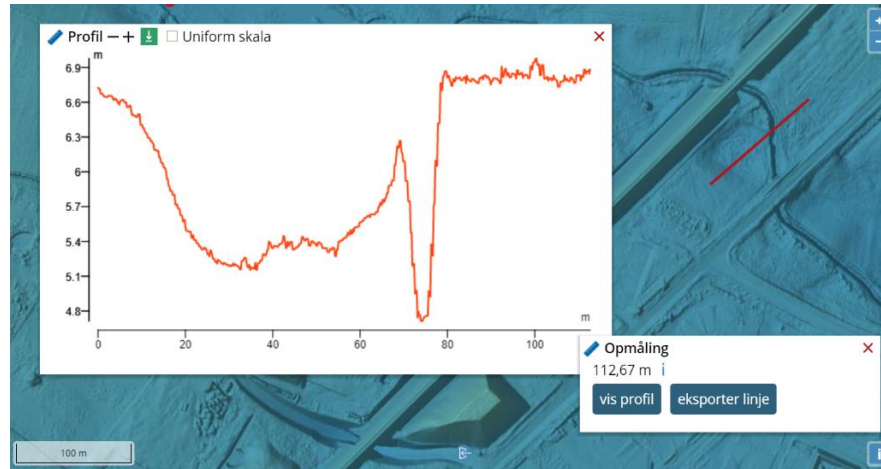 Profil − + Uniform skala
m
6.9
6.6
6.3
6
5.7
5.4
5.1
4.8
m
0 20 40 60 80 100
Opmåling
112,67 m i
vis profil eksporter linje
100 m